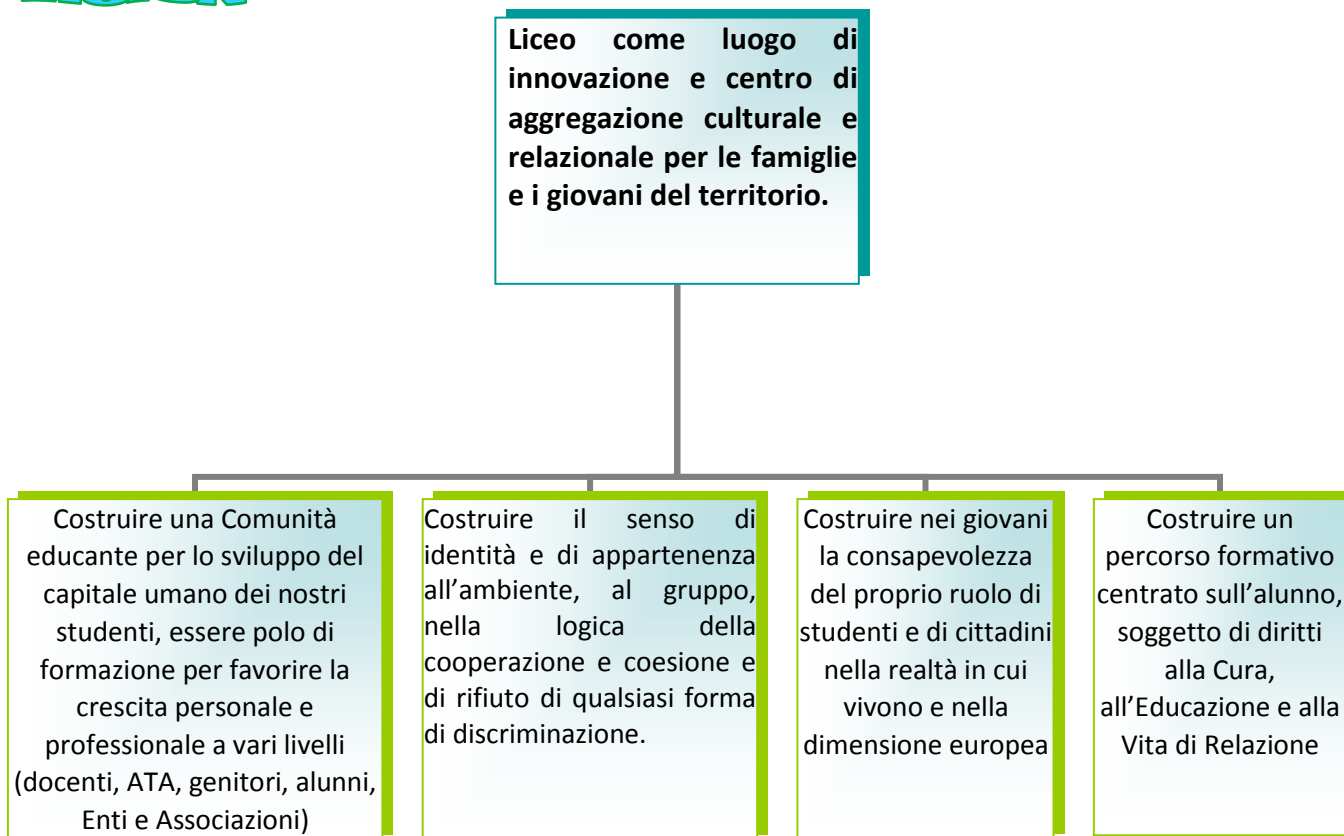 Liceo come luogo di
innovazione e centro di
aggregazione culturale e
relazionale per le famiglie
e i giovani del territorio.
Costruire una Comunità
educante per lo sviluppo del
capitale umano dei nostri
studenti, essere polo di
formazione per favorire la
crescita personale e
professionale a vari livelli
(docenti, ATA, genitori, alunni,
Enti e Associazioni)
Costruire il senso di
identità e di appartenenza
all’ambiente, al gruppo,
nella logica della
cooperazione e coesione e
di rifiuto di qualsiasi forma
di discriminazione.
Costruire nei giovani
la consapevolezza
del proprio ruolo di
studenti e di cittadini
nella realtà in cui
vivono e nella
dimensione europea
Costruire un
percorso formativo
centrato sull’alunno,
soggetto di diritti
alla Cura,
all’Educazione e alla
Vita di Relazione